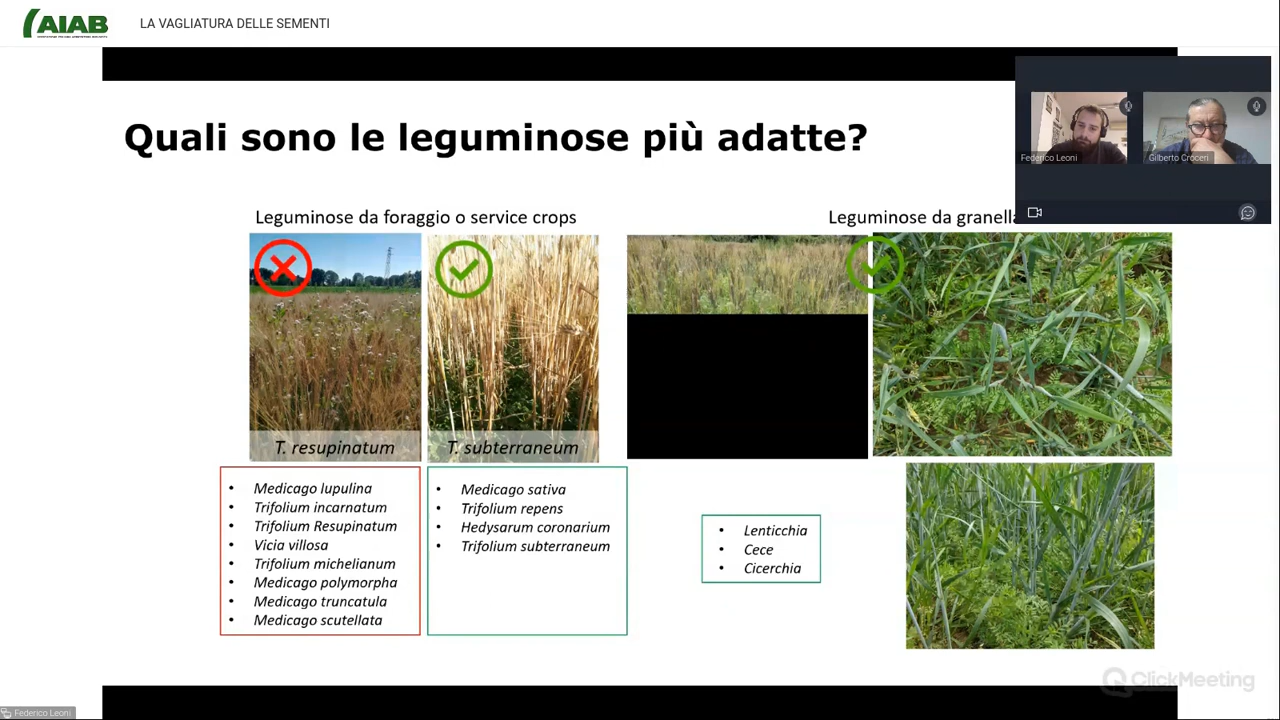 AIAB
LA VAGLIATURA DELLE SEMENTI
Quali sono le leguminose più adatte?
Federico Leoni
Gilberto Croceri
Leguminose da foraggio o service crops
Leguminose da granella
T. resupinatum
T. subterraneum
• Medicago lupulina
• Trifolium incarnatum
• Trifolium Resupinatum
• Vicia villosa
• Trifolium michelianum
• Medicago polymorpha
• Medicago truncatula
• Medicago scutellata
• Medicago sativa
• Trifolium repens
• Hedysarum coronarium
• Trifolium subterraneum
• Lenticchia
• Cece
• Cicerchia
ClickMeeting
Federico Leoni